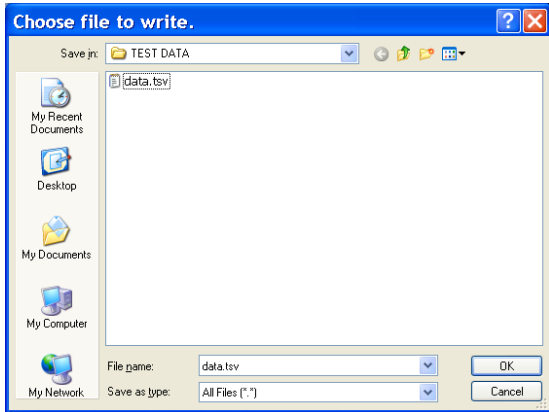 Choose file to write.
Save in: TEST DATA
data.tsv
My Recent
Documents
Desktop
My Documents
My Computer
My Network
File name: data.tsv OK
Save as type: All Files (*.*) Cancel